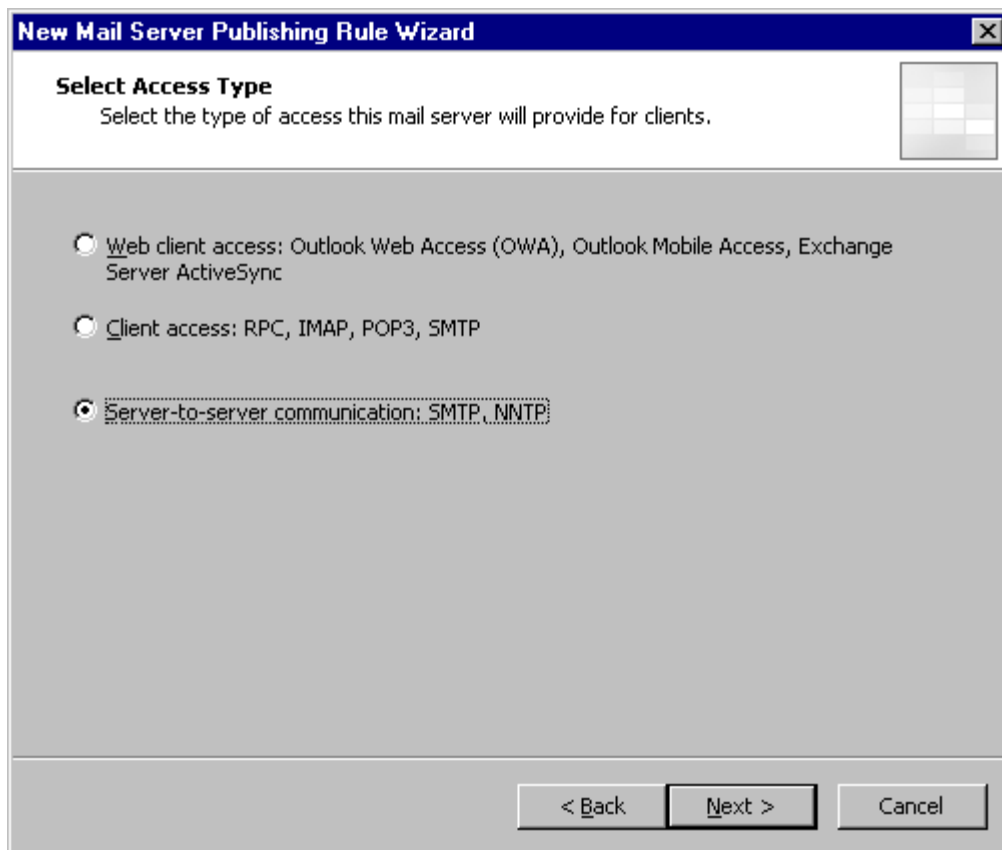 New Mail Server Publishing Rule Wizard
Select Access Type
Select the type of access this mail server will provide for clients.
Web client access: Outlook Web Access (OWA), Outlook Mobile Access, Exchange
Server ActiveSync
Client access: RPC, IMAP, POP3, SMTP
Server-to-server communication: SMTP, NNTP
< Back
Next >
Cancel